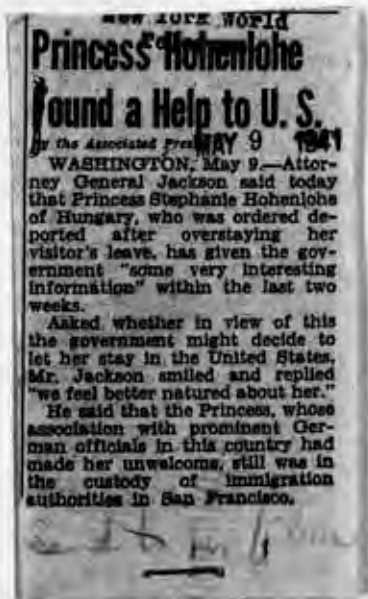 New York World
Princess Hohenlohe
Found a Help to U. S.
By the Associated Press MAY 9 1941
WASHINGTON, May 9.—Attor-
ney General Jackson said today
that Princess Stephanie Hohenlohe
of Hungary, who was ordered de-
ported after overstaying her
visitor's leave, has given the gov-
ernment "some very interesting
information" within the last two
weeks.
Asked whether in view of this
the government might decide to
let her stay in the United States,
Mr. Jackson smiled and replied
"we feel better natured about her."
He said that the Princess, whose
association with prominent Ger-
man officials in this country had
made her unwelcome, still was in
the custody of immigration
authorities in San Francisco.